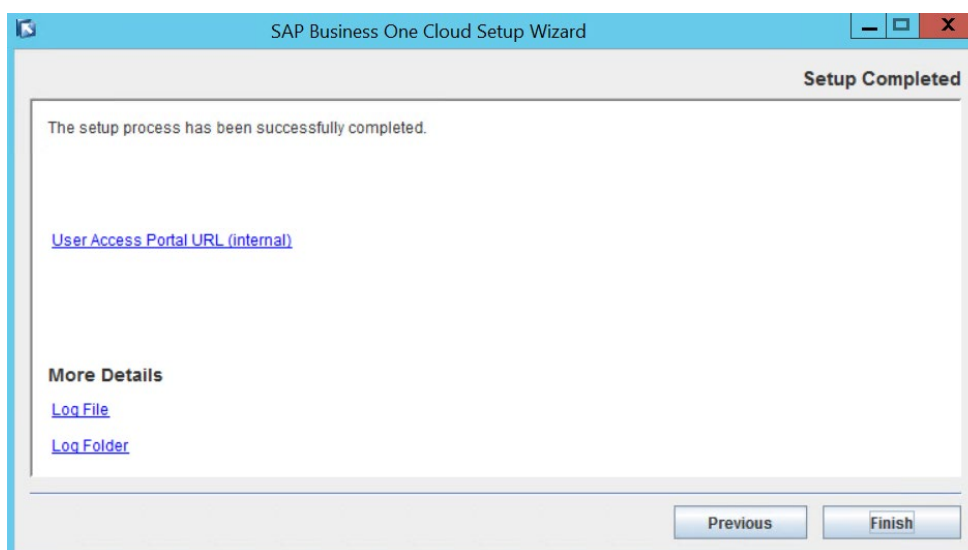 SAP Business One Cloud Setup Wizard
X
Setup Completed
The setup process has been successfully completed.
User Access Portal URL (internal)
More Details
Log File
Log Folder
Previous Finish